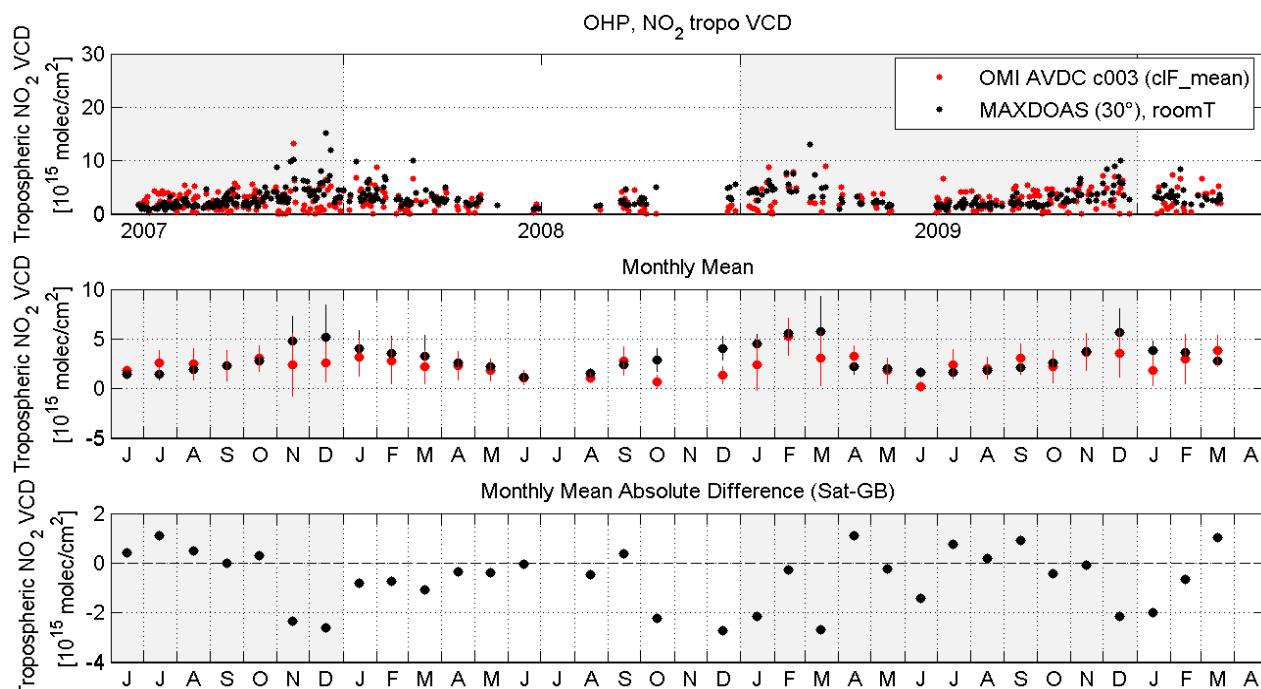 OHP, NO2 tropo VCD
Tropospheric NO2 VCD
[10^15 molec/cm^2]
30
20
10
0
OMI AVDC c003 (clF_mean)
MAXDOAS (30°), roomT
2007 2008 2009
Monthly Mean
Tropospheric NO2 VCD
[10^15 molec/cm^2]
10
5
0
-5
J J A S O N D J F M A M J J A S O N D J F M A M J J A S O N D J F M A
Monthly Mean Absolute Difference (Sat-GB)
Tropospheric NO2 VCD
[10^15 molec/cm^2]
2
0
-2
-4
J J A S O N D J F M A M J J A S O N D J F M A M J J A S O N D J F M A